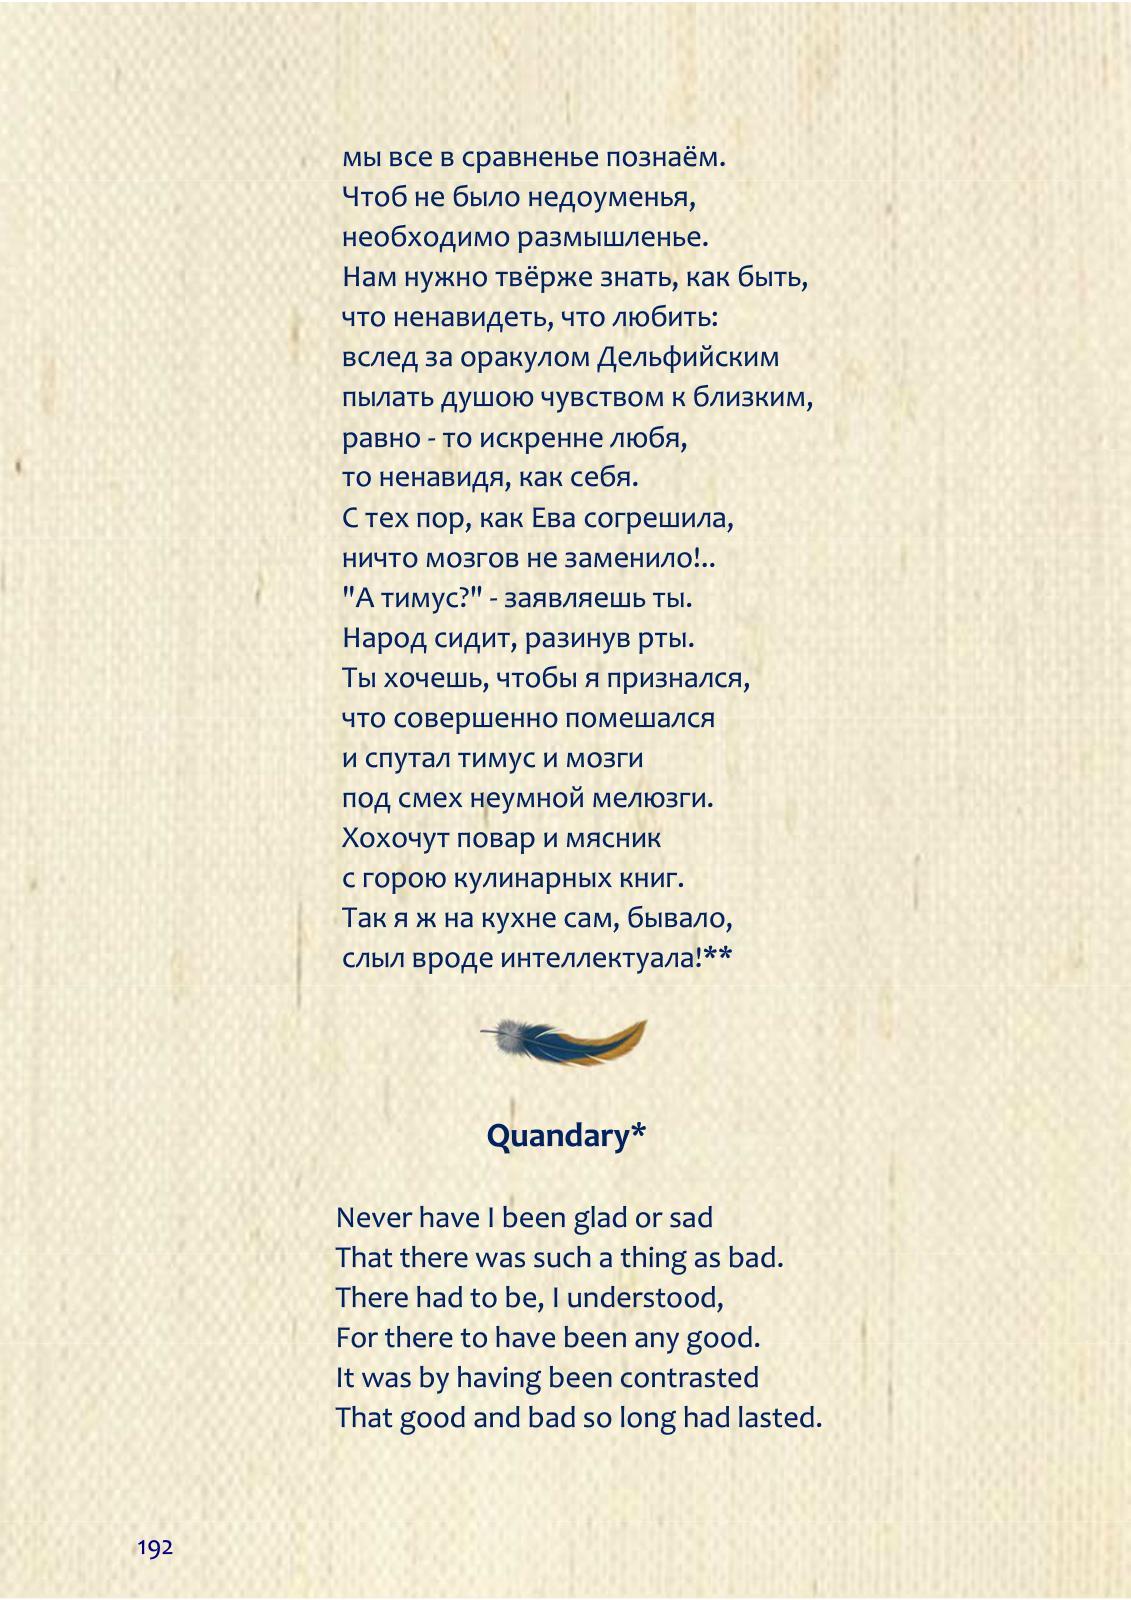 мы все в сравненье познаём.
Чтоб не было недоуменья,
необходимо размышленье.
Нам нужно твёрже знать, как быть,
что ненавидеть, что любить:
вслед за оракулом Дельфийским
пылать душою чувством к близким,
равно - то искренне любя,
то ненавидя, как себя.
С тех пор, как Ева согрешила,
ничто мозгов не заменило!..
"А тимус?" - заявляешь ты.
Народ сидит, разинув рты.
Ты хочешь, чтобы я признался,
что совершенно помешался
и спутал тимус и мозги
под смех неумной мелюзги.
Хохочут повар и мясник
с горою кулинарных книг.
Так я ж на кухне сам, бывало,
слыл вроде интеллектуала!**
Quandary*
Never have I been glad or sad
That there was such a thing as bad.
There had to be, I understood,
For there to have been any good.
It was by having been contrasted
That good and bad so long had lasted.
192